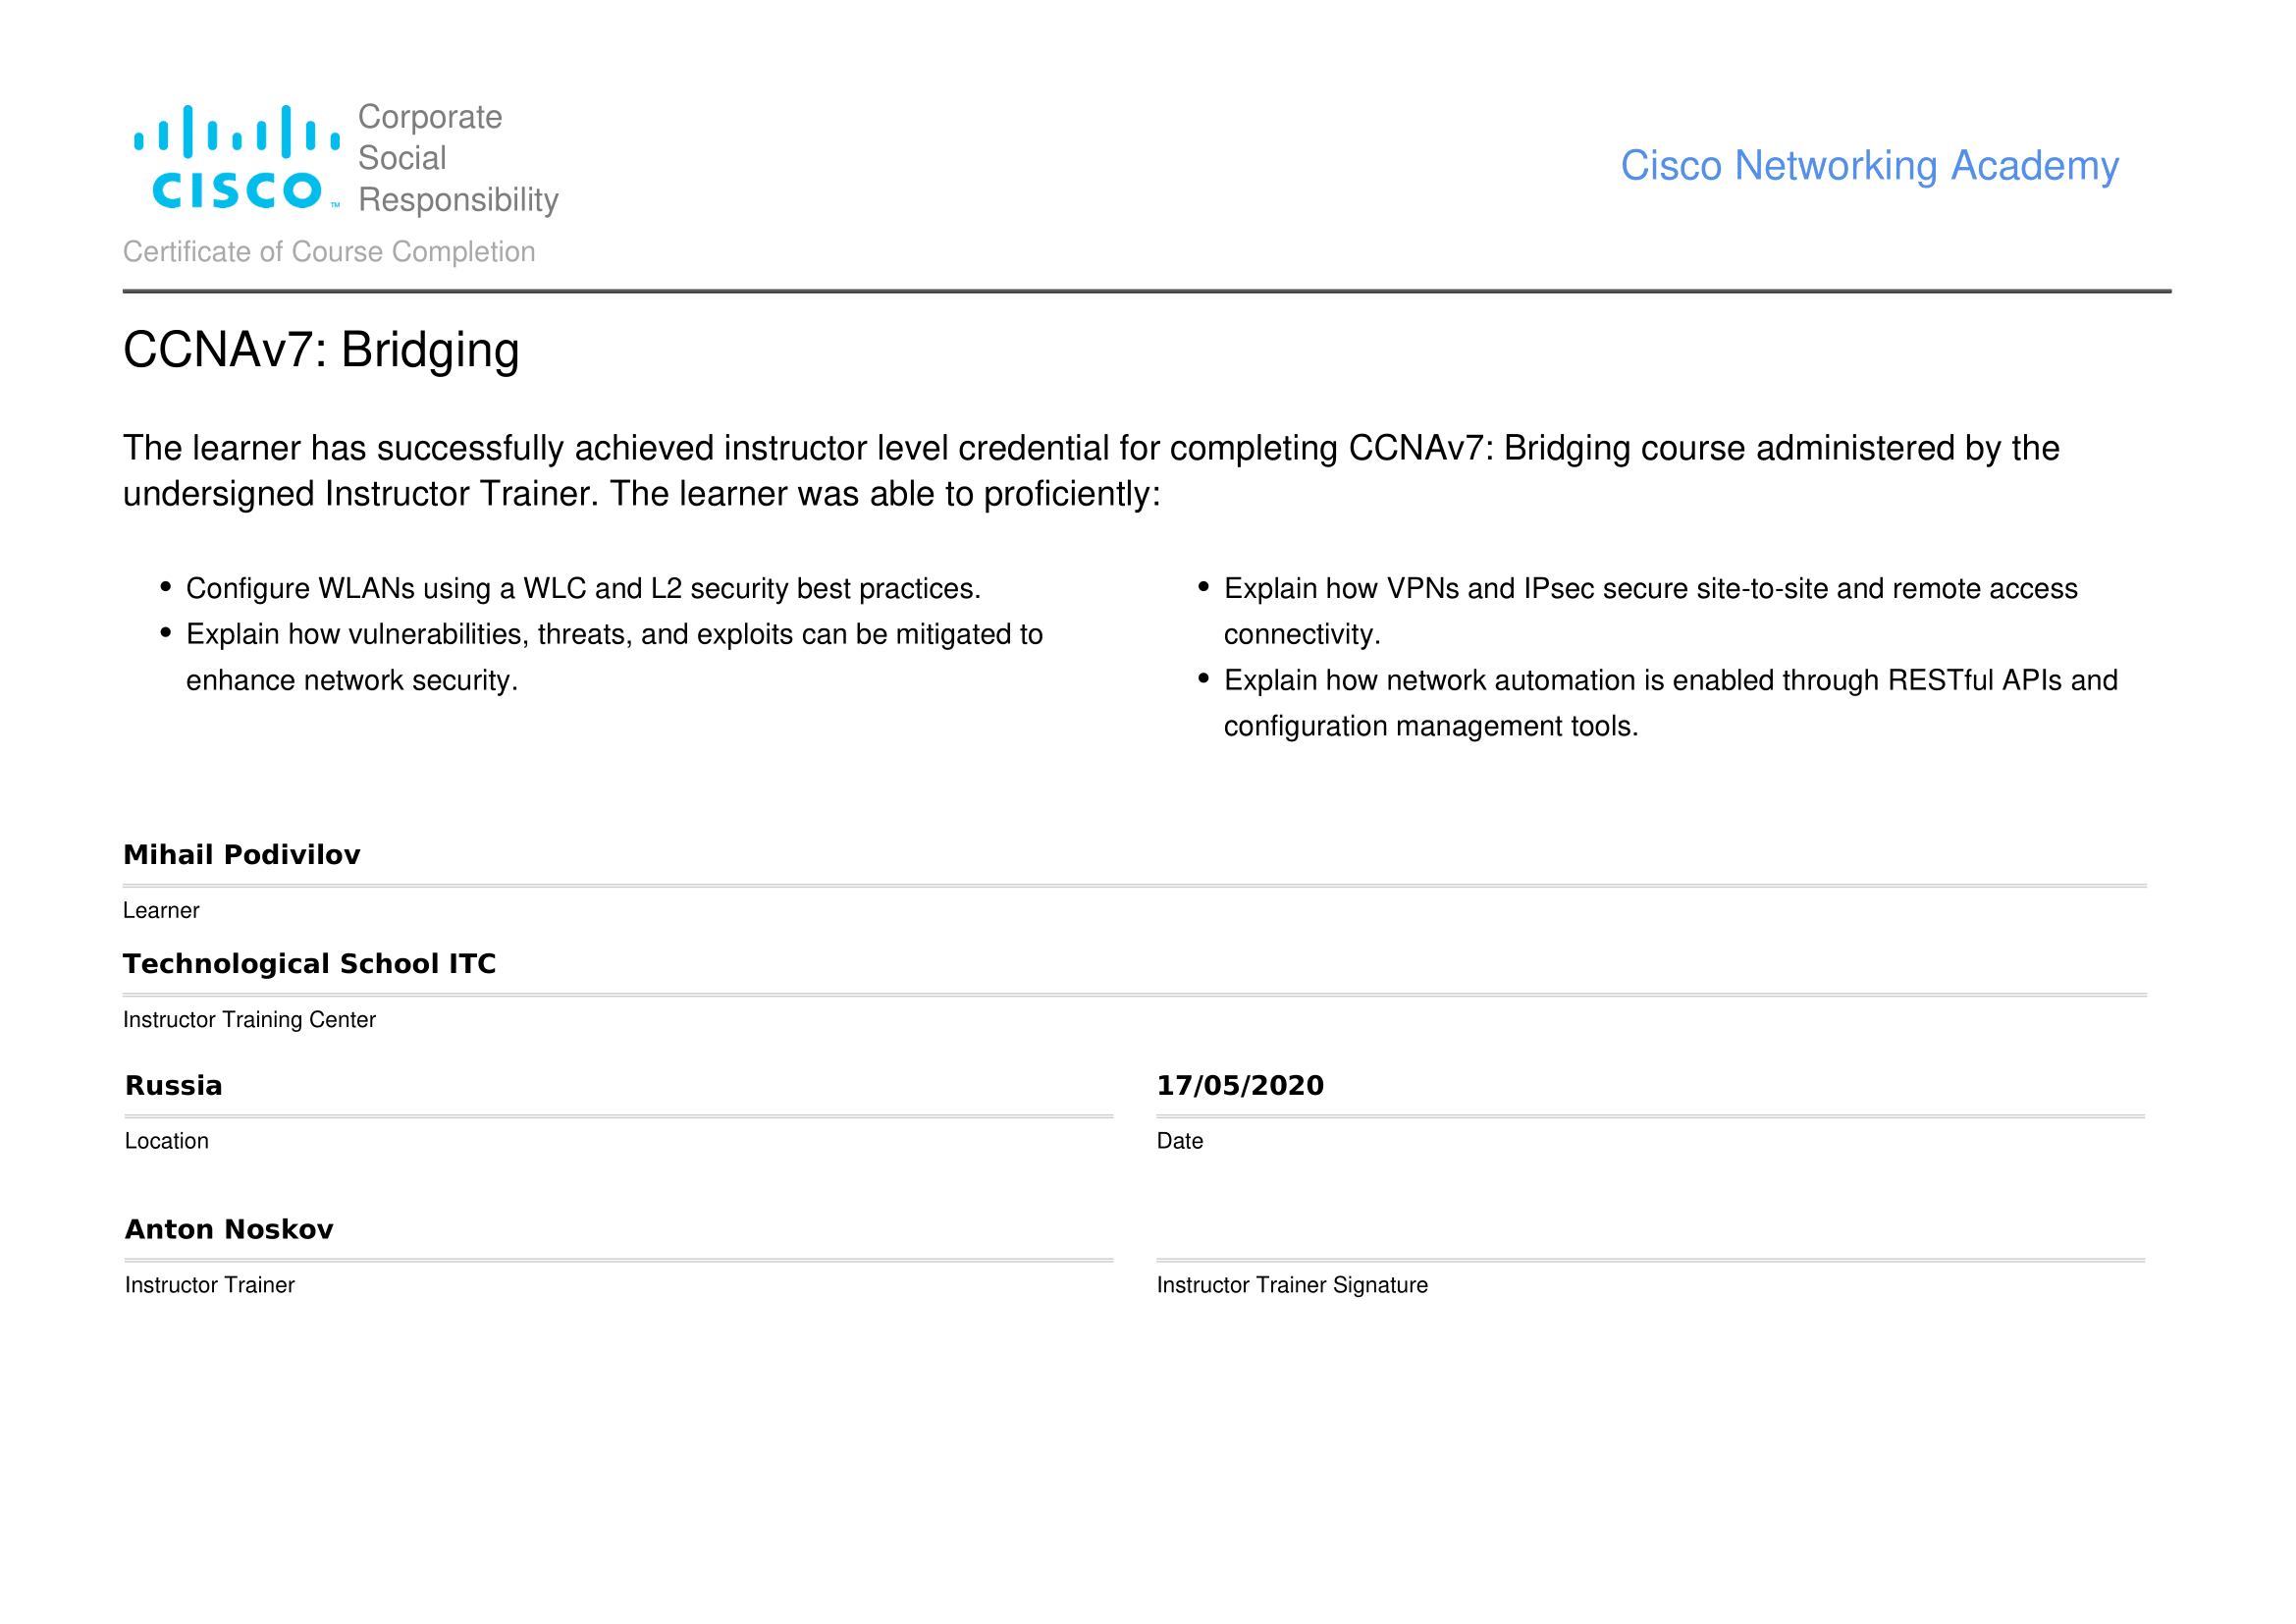 Corporate
Social
Responsibility
CISCO™
Cisco Networking Academy
Certificate of Course Completion
CCNAv7: Bridging
The learner has successfully achieved instructor level credential for completing CCNAv7: Bridging course administered by the
undersigned Instructor Trainer. The learner was able to proficiently:
• Configure WLANs using a WLC and L2 security best practices.
• Explain how vulnerabilities, threats, and exploits can be mitigated to
enhance network security.
• Explain how VPNs and IPsec secure site-to-site and remote access
connectivity.
• Explain how network automation is enabled through RESTful APIs and
configuration management tools.
Mihail Podivilov
Learner
Technological School ITC
Instructor Training Center
Russia
Location
17/05/2020
Date
Anton Noskov
Instructor Trainer
Instructor Trainer Signature